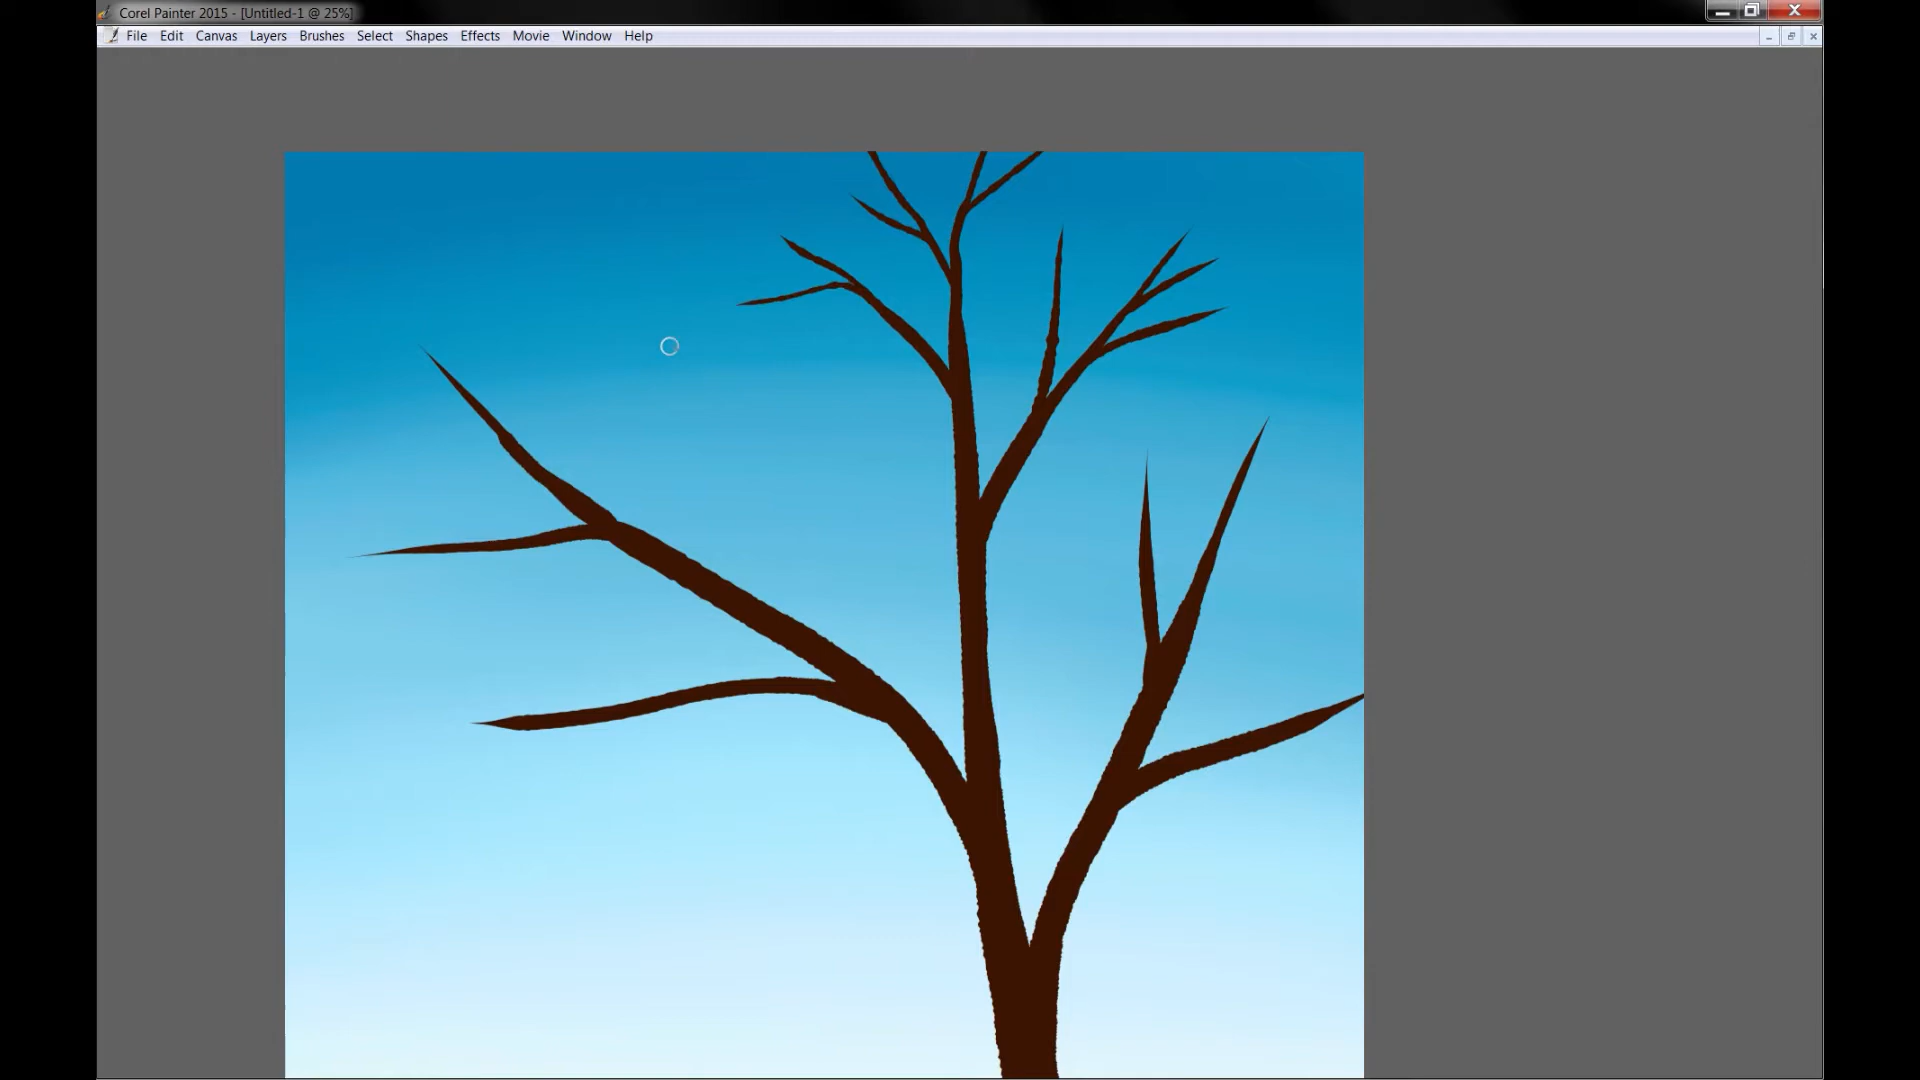 Corel Painter 2015 - [Untitled-1 @ 25%]
File Edit Canvas Layers Brushes Select Shapes Effects Movie Window Help